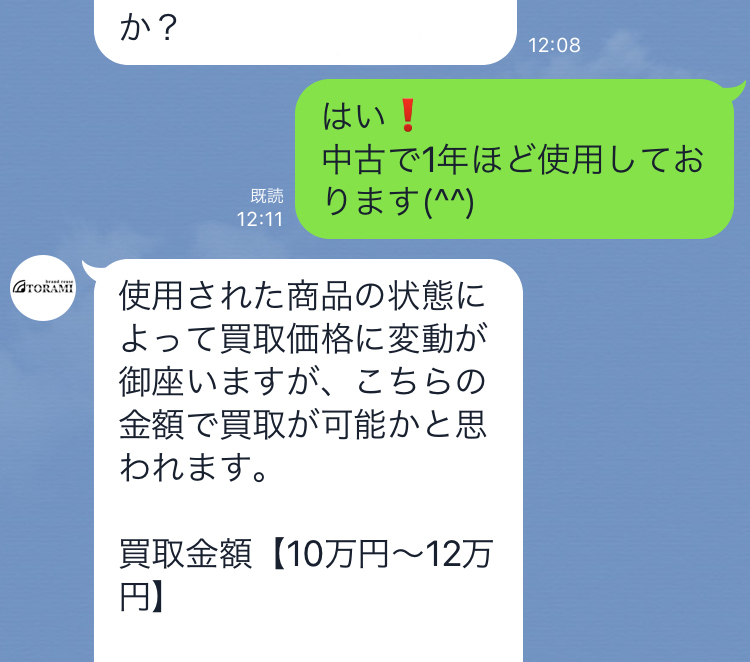 か？
12:08
はい❗
中古で1年ほど使用してお
ります(^^)
既読
12:11
brand reuse
TORAMI
使用された商品の状態に
よって買取価格に変動が
御座いますが、こちらの
金額で買取が可能かと思
われます。
買取金額【10万円〜12万
円】